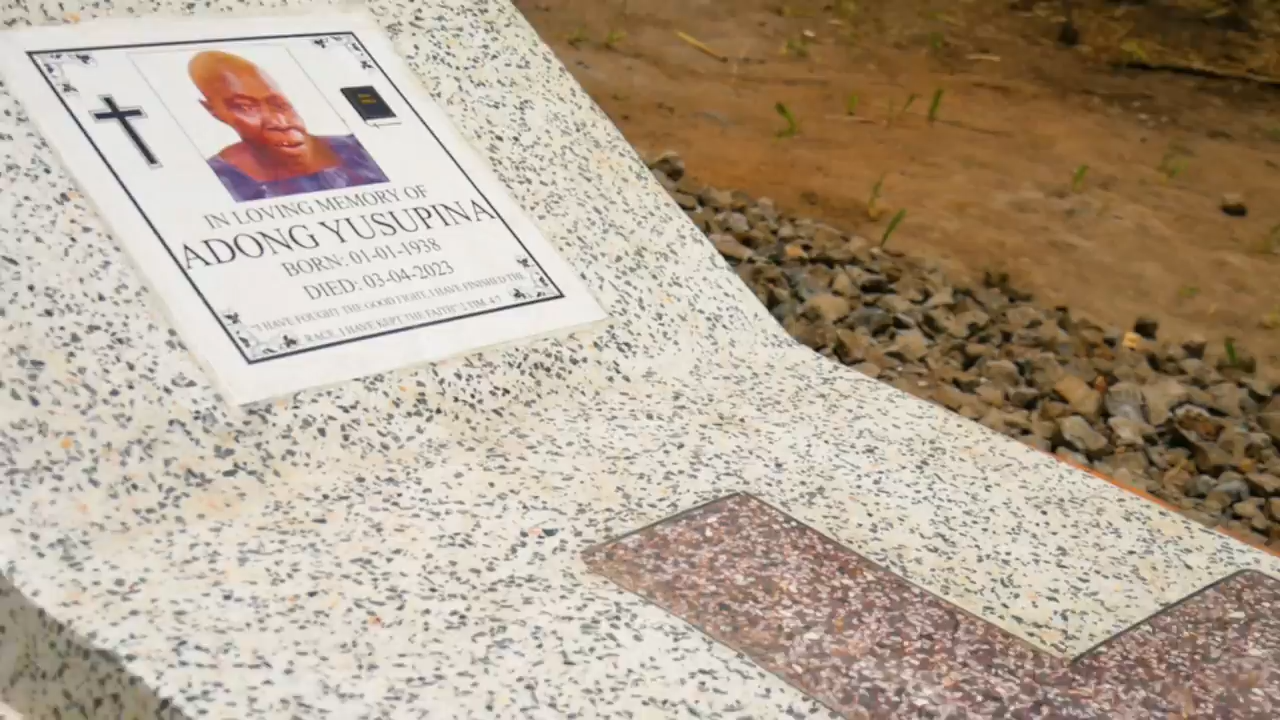 IN LOVING MEMORY OF
ADONG YUSUPINA
BORN: 01-01-1938
DIED: 03-04-2023
"I HAVE FOUGHT THE GOOD FIGHT, I HAVE FINISHED THE
RACE, I HAVE KEPT THE FAITH" 2 TIM 4:7